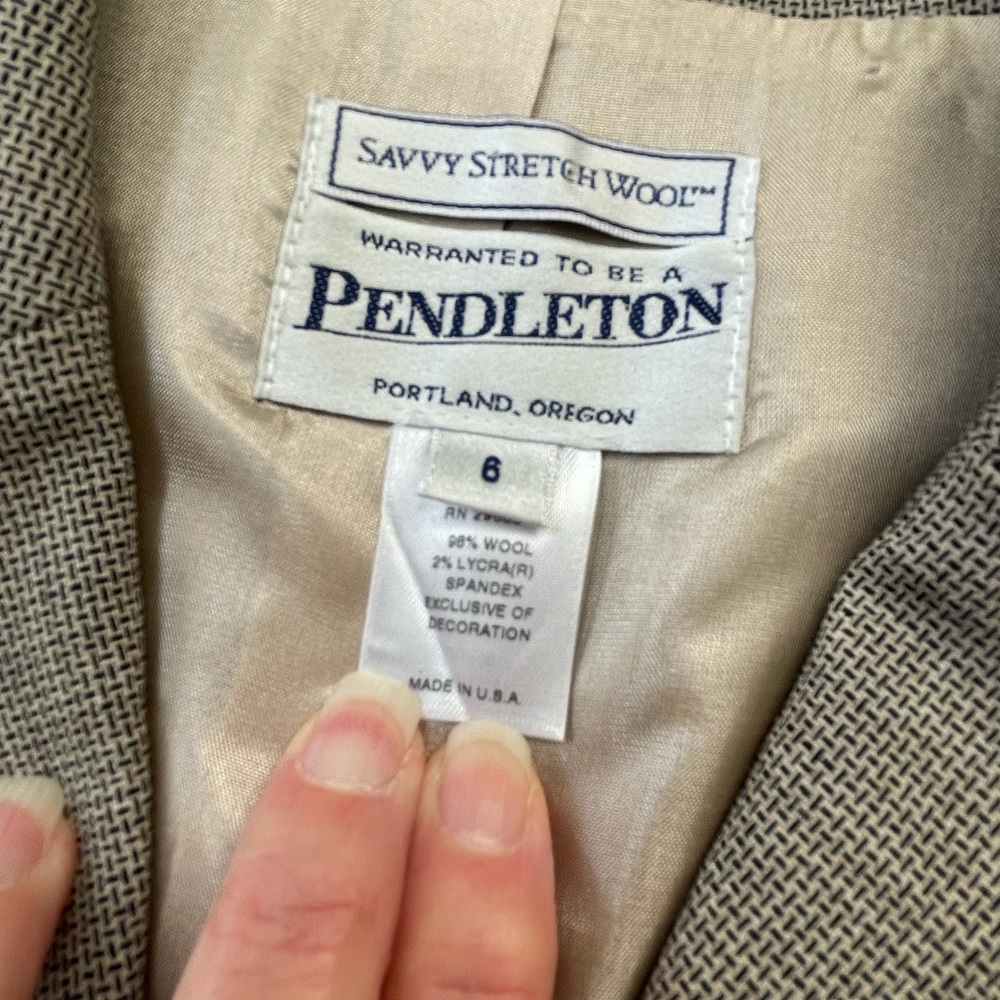 SAVVY STRETCH WOOL™
WARRANTED TO BE A
PENDLETON
PORTLAND, OREGON
6
RN
98% WOOL
2% LYCRA(R)
SPANDEX
EXCLUSIVE OF
DECORATION
MADE IN U.S.A.